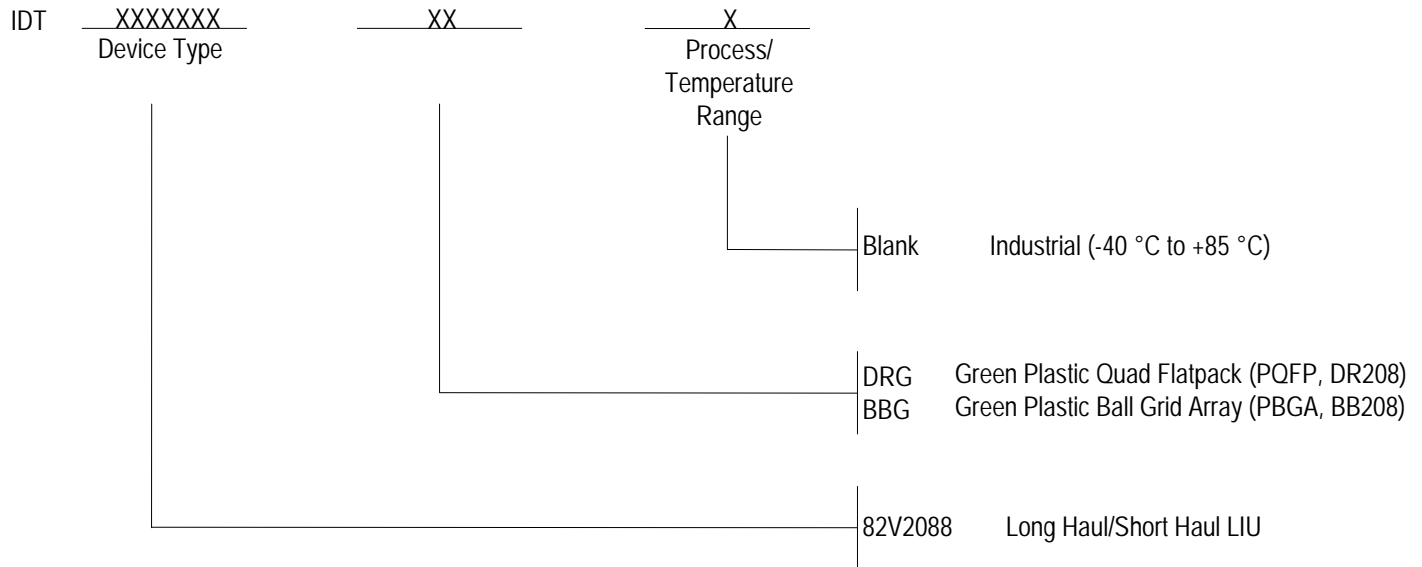 IDT XXXXXXX XX X
Device Type
Process/
Temperature
Range
Blank Industrial (-40 °C to +85 °C)
DRG Green Plastic Quad Flatpack (PQFP, DR208)
BBG Green Plastic Ball Grid Array (PBGA, BB208)
82V2088 Long Haul/Short Haul LIU